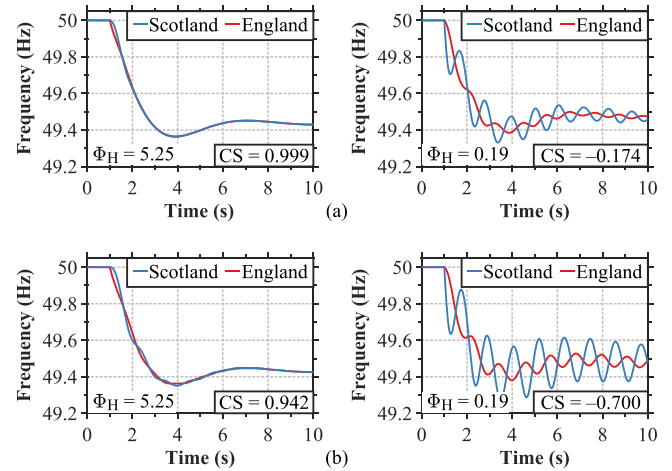 50
49.8
49.6
49.4
49.2
Frequency (Hz)
Scotland England
ΦH = 5.25
CS = 0.999
0 2 4 6 8 10
Time (s)
50
49.8
49.6
49.4
49.2
Frequency (Hz)
Scotland England
ΦH = 0.19
CS = –0.174
0 2 4 6 8 10
Time (s)
(a)
50
49.8
49.6
49.4
49.2
Frequency (Hz)
Scotland England
ΦH = 5.25
CS = 0.942
0 2 4 6 8 10
Time (s)
50
49.8
49.6
49.4
49.2
Frequency (Hz)
Scotland England
ΦH = 0.19
CS = –0.700
0 2 4 6 8 10
Time (s)
(b)